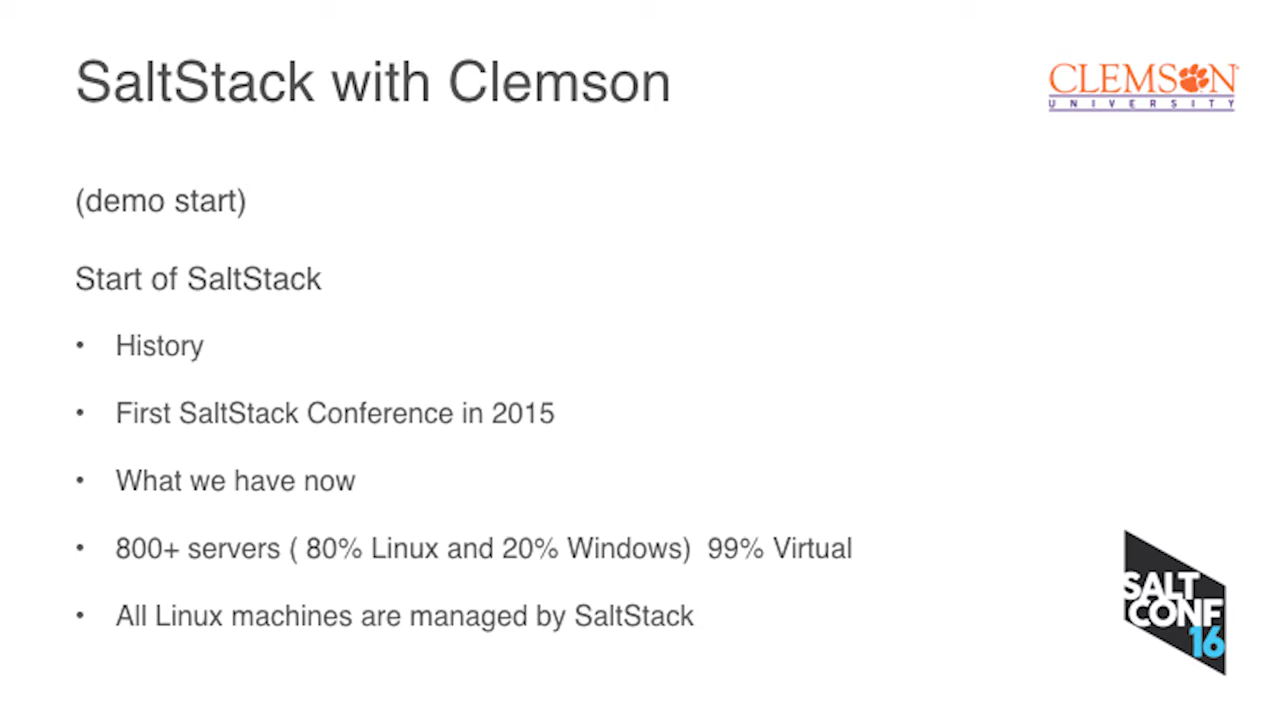 SaltStack with Clemson
CLEMSON
UNIVERSITY
(demo start)
Start of SaltStack
• History
• First SaltStack Conference in 2015
• What we have now
• 800+ servers ( 80% Linux and 20% Windows)  99% Virtual
• All Linux machines are managed by SaltStack
SALT
CONF
16